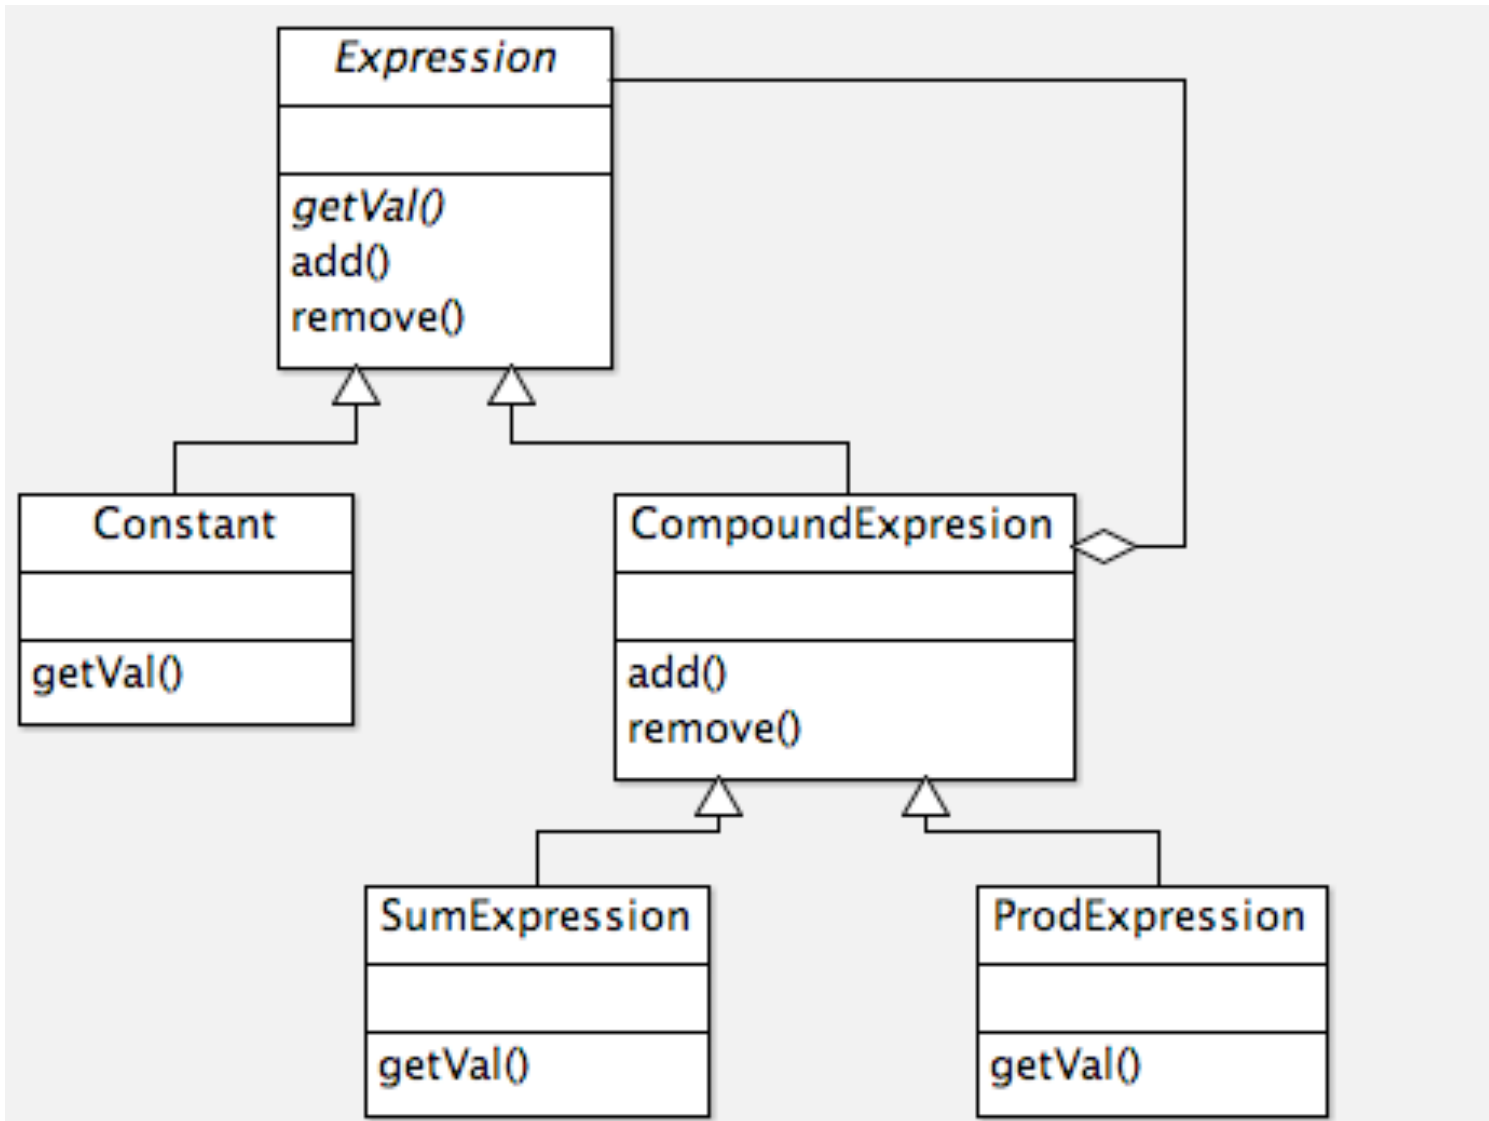 Expression
getVal()
add()
remove()
Constant
getVal()
CompoundExpresion
add()
remove()
SumExpression
getVal()
ProdExpression
getVal()